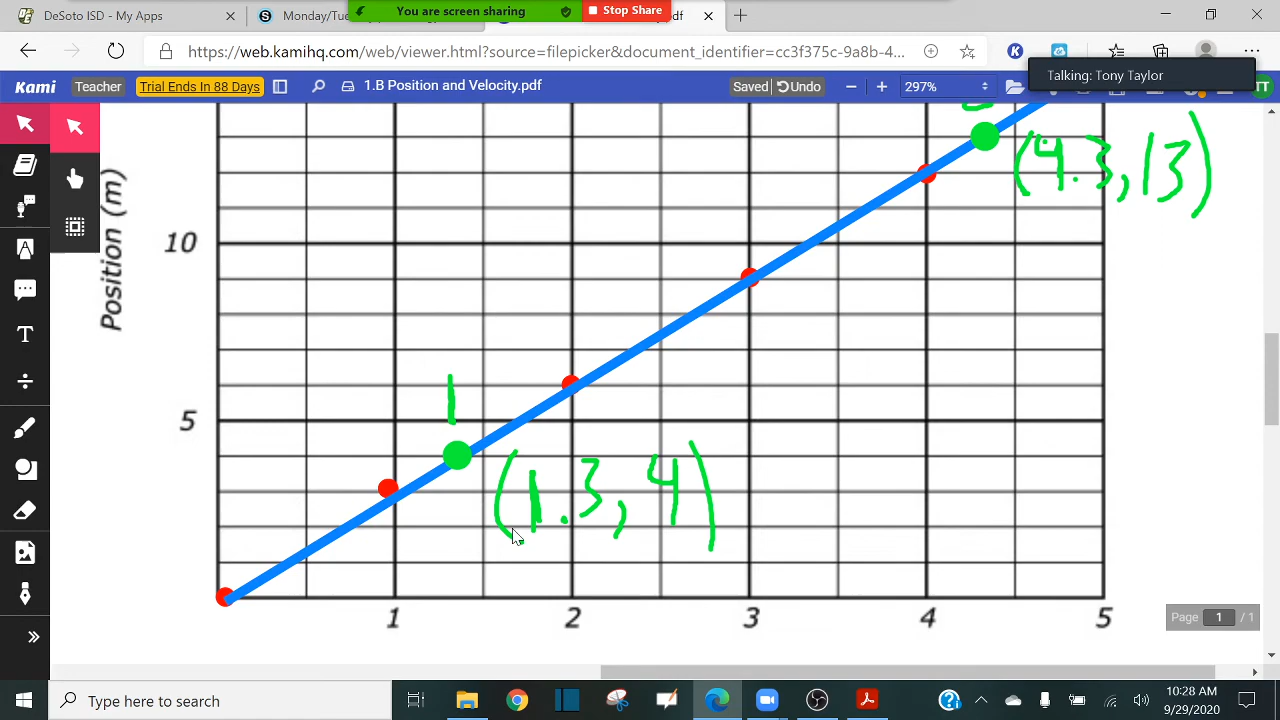 DeSoto ISD - My Apps
Monday/Tue
You are screen sharing
Stop Share
.pdf
https://web.kamihq.com/web/viewer.html?source=filepicker&document_identifier=cc3f375c-9a8b-4...
Talking: Tony Taylor
Kami
Teacher
Trial Ends In 88 Days
1.B Position and Velocity.pdf
Saved
Undo
297%
TT
(4.3, 13)
Position (m)
10
1
5
(1.3, 4)
1 2 3 4 5
Page 1 / 1
Type here to search
10:28 AM
9/29/2020